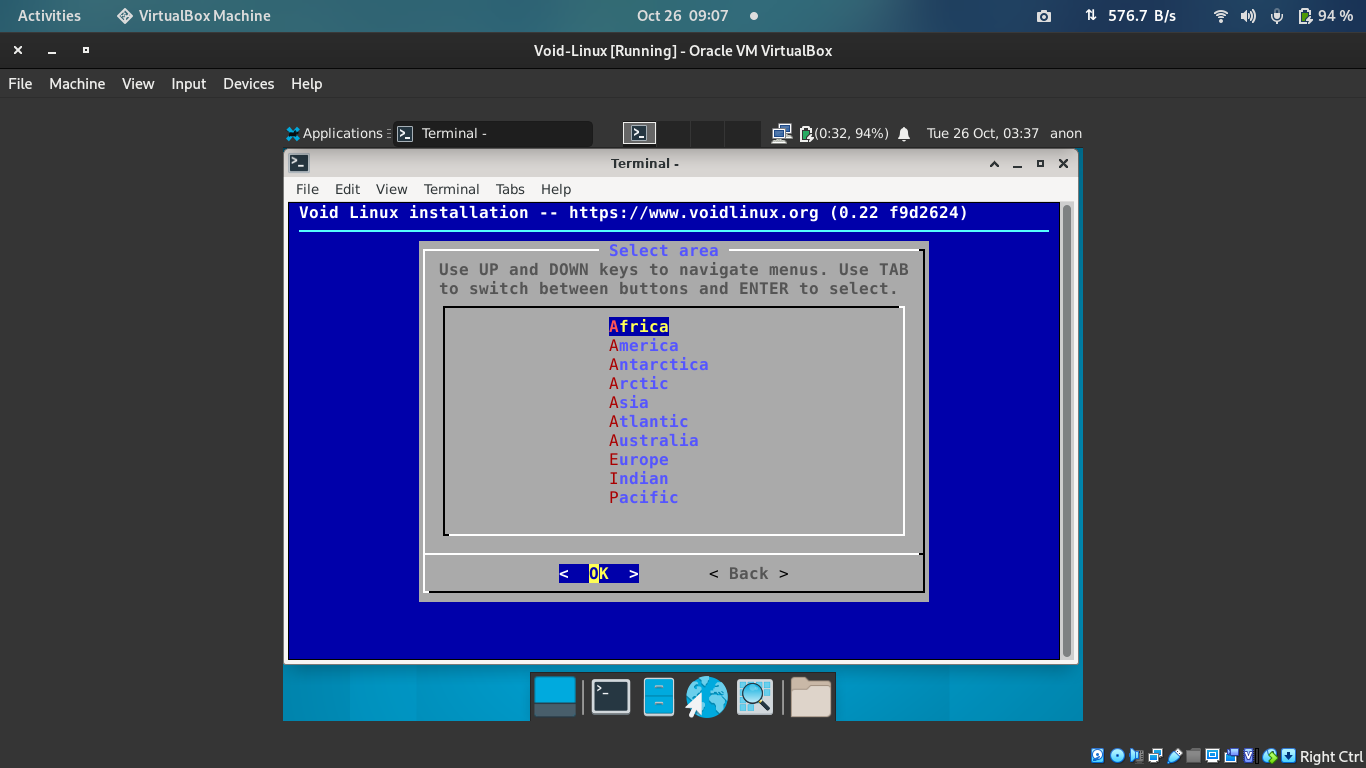 Activities VirtualBox Machine Oct 26 09:07 576.7 B/s 94 %
Void-Linux [Running] - Oracle VM VirtualBox
File Machine View Input Devices Help
Applications Terminal - (0:32, 94%) Tue 26 Oct, 03:37 anon
Terminal -
File Edit View Terminal Tabs Help
Void Linux installation -- https://www.voidlinux.org (0.22 f9d2624)
Select area
Use UP and DOWN keys to navigate menus. Use TAB
to switch between buttons and ENTER to select.
Africa
America
Antarctica
Arctic
Asia
Atlantic
Australia
Europe
Indian
Pacific
< OK > < Back >
Right Ctrl